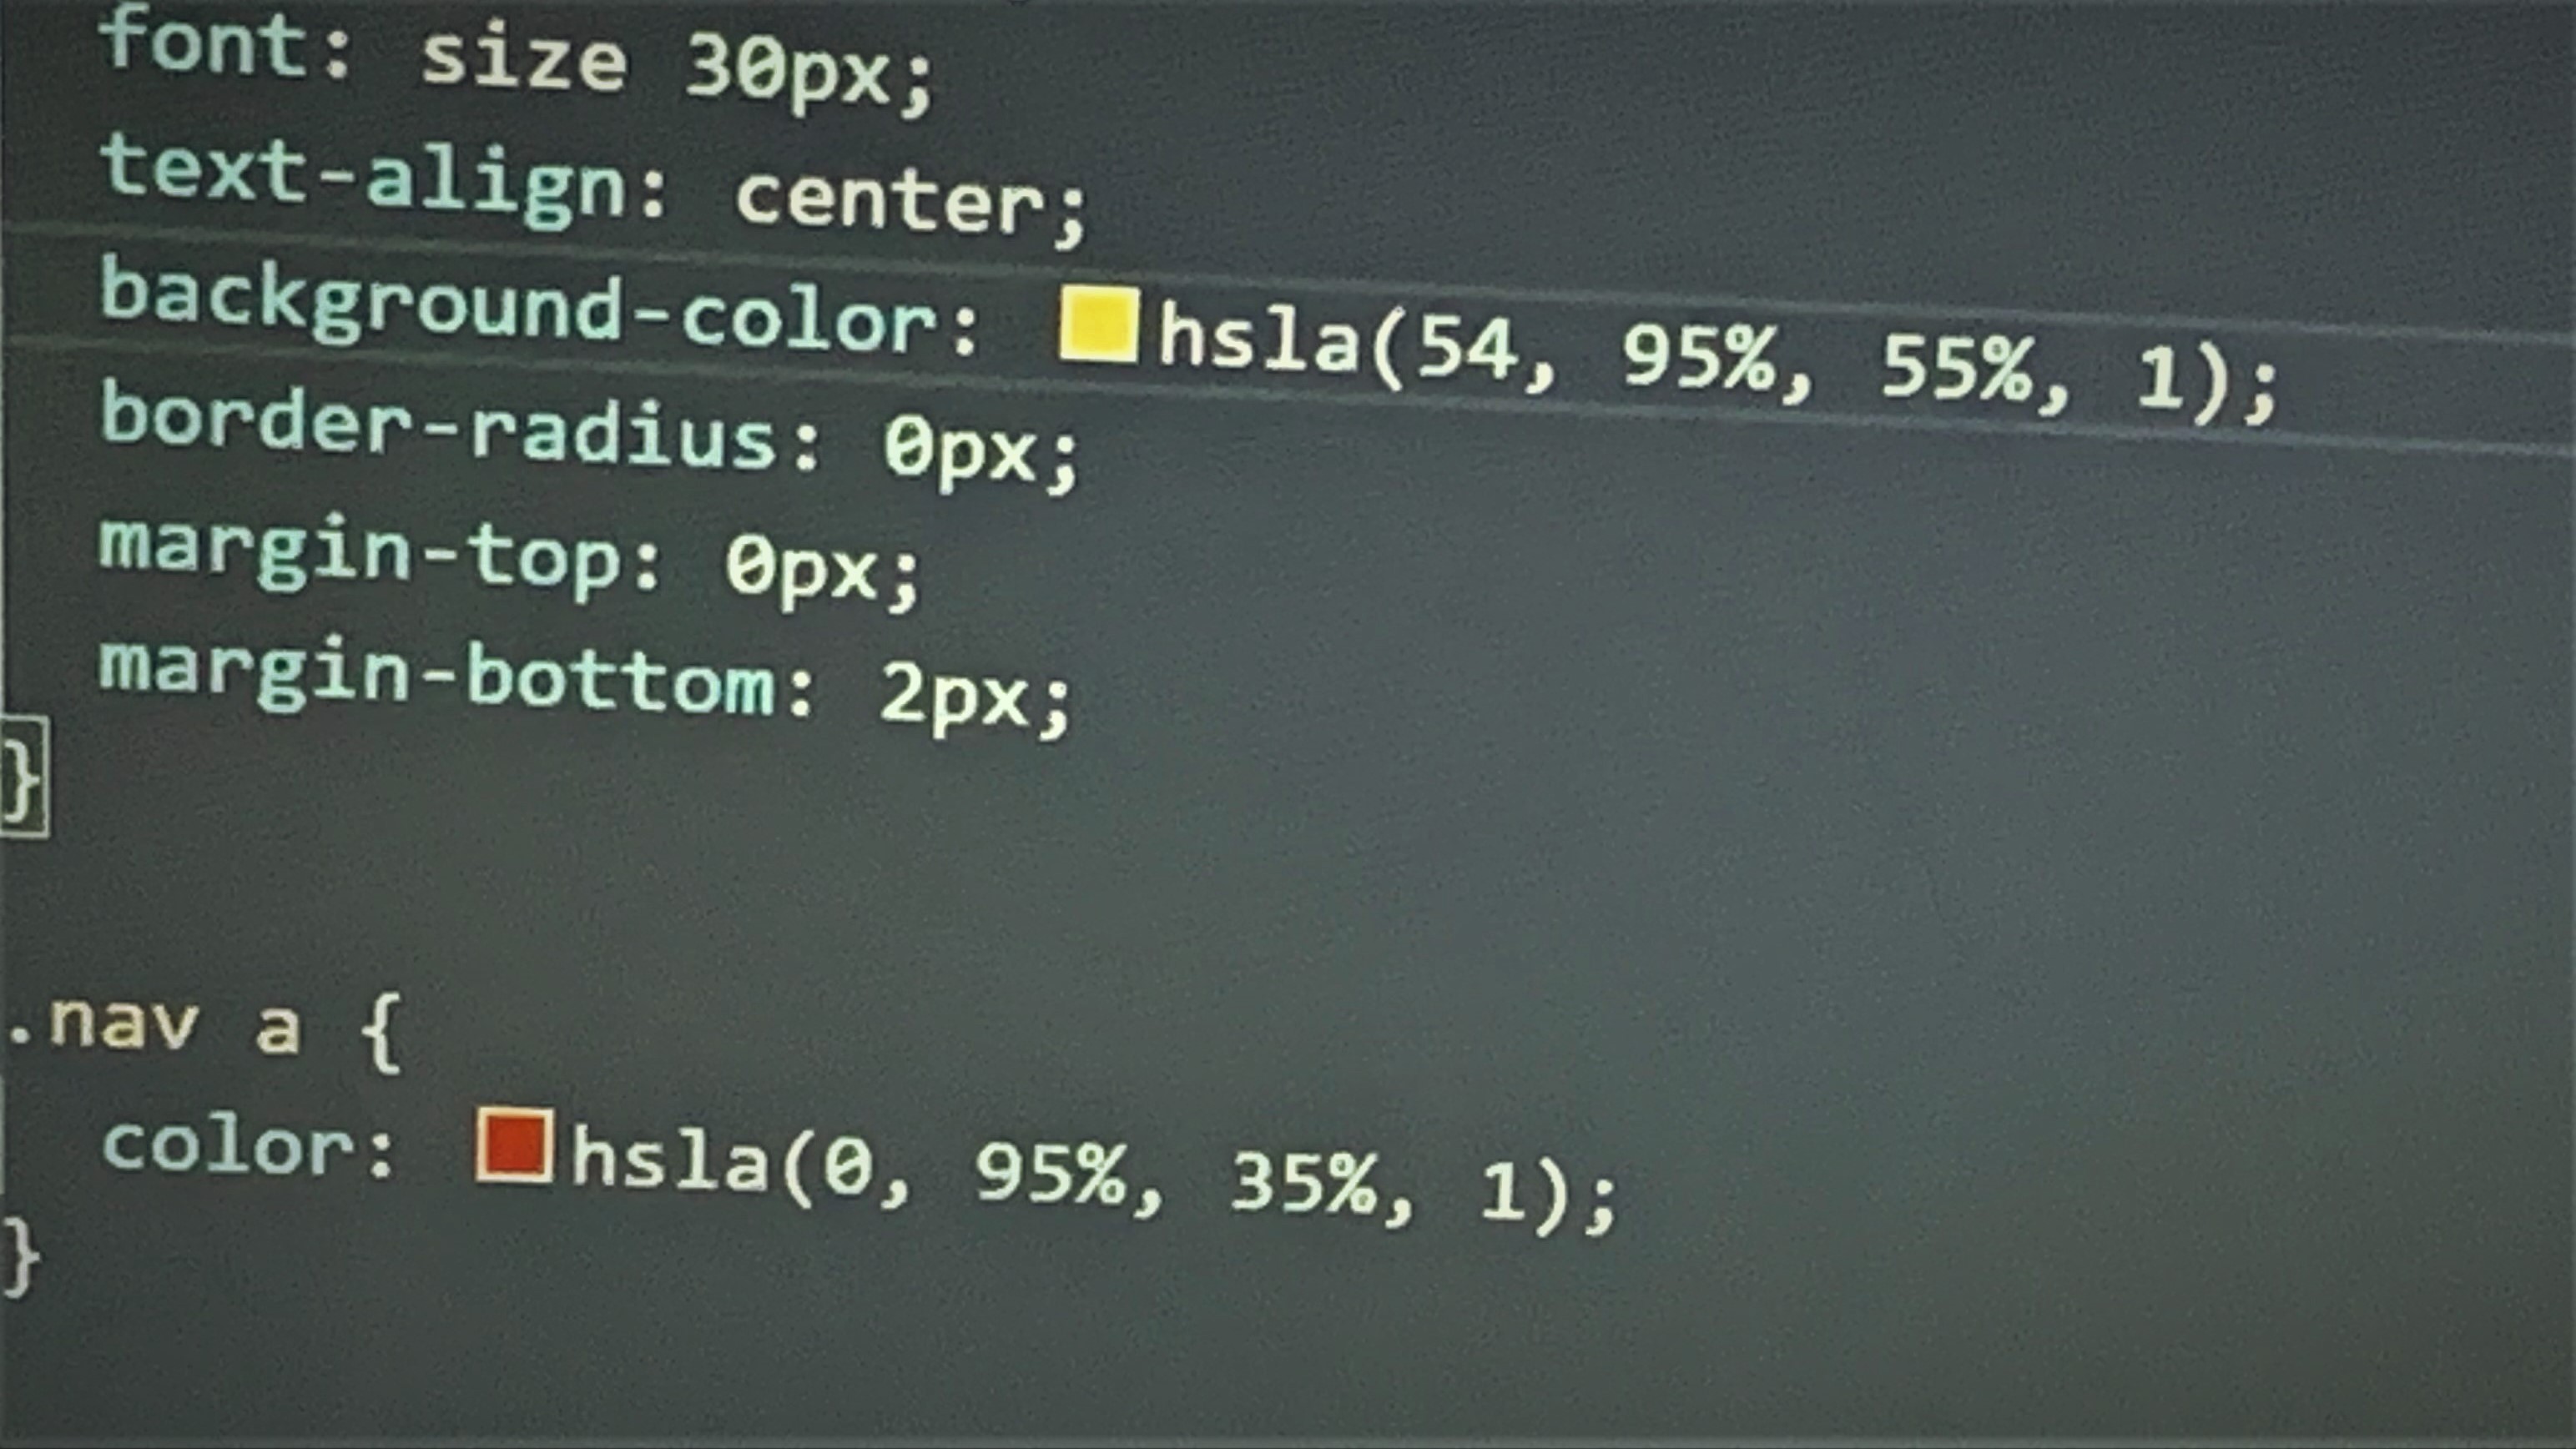 font: size 30px;
text-align: center;
background-color: hsla(54, 95%, 55%, 1);
border-radius: 0px;
margin-top: 0px;
margin-bottom: 2px;
}
.nav a {
color: hsla(0, 95%, 35%, 1);
}